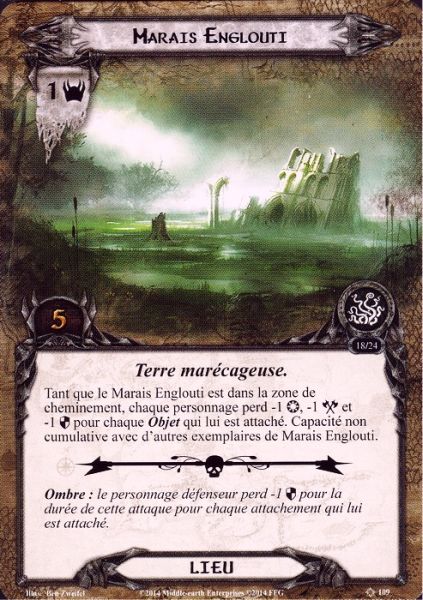 Marais Englouti
1
5
18/24
Terre marécageuse.
Tant que le Marais Englouti est dans la zone de
cheminement, chaque personnage perd -1, -1 et
-1 pour chaque Objet qui lui est attaché. Capacité non
cumulative avec d'autres exemplaires de Marais Englouti.
Ombre : le personnage défenseur perd -1 pour la
durée de cette attaque pour chaque attachement qui lui
est attaché.
LIEU
Illus. Ben Zweifel ©2014 Middle-earth Enterprises ©2014 FFG 109